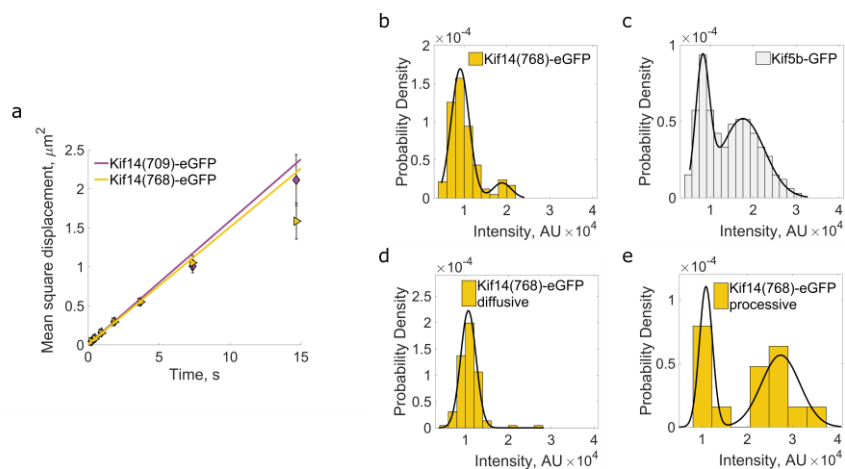 a
Mean square displacement, μm²
2.5
2
1.5
1
0.5
0
Kif14(709)-eGFP
Kif14(768)-eGFP
0 5 10 15
Time, s
b
×10⁻⁴
Probability Density
2
1.5
1
0.5
0
Kif14(768)-eGFP
1 2 3 4
Intensity, AU ×10⁴
c
×10⁻⁴
Probability Density
1
0.5
0
Kif5b-GFP
1 2 3 4
Intensity, AU ×10⁴
d
×10⁻⁴
Probability Density
2.5
2
1.5
1
0.5
0
Kif14(768)-eGFP
diffusive
1 2 3 4
Intensity, AU ×10⁴
e
×10⁻⁴
Probability Density
1
0.5
0
Kif14(768)-eGFP
processive
1 2 3 4
Intensity, AU ×10⁴